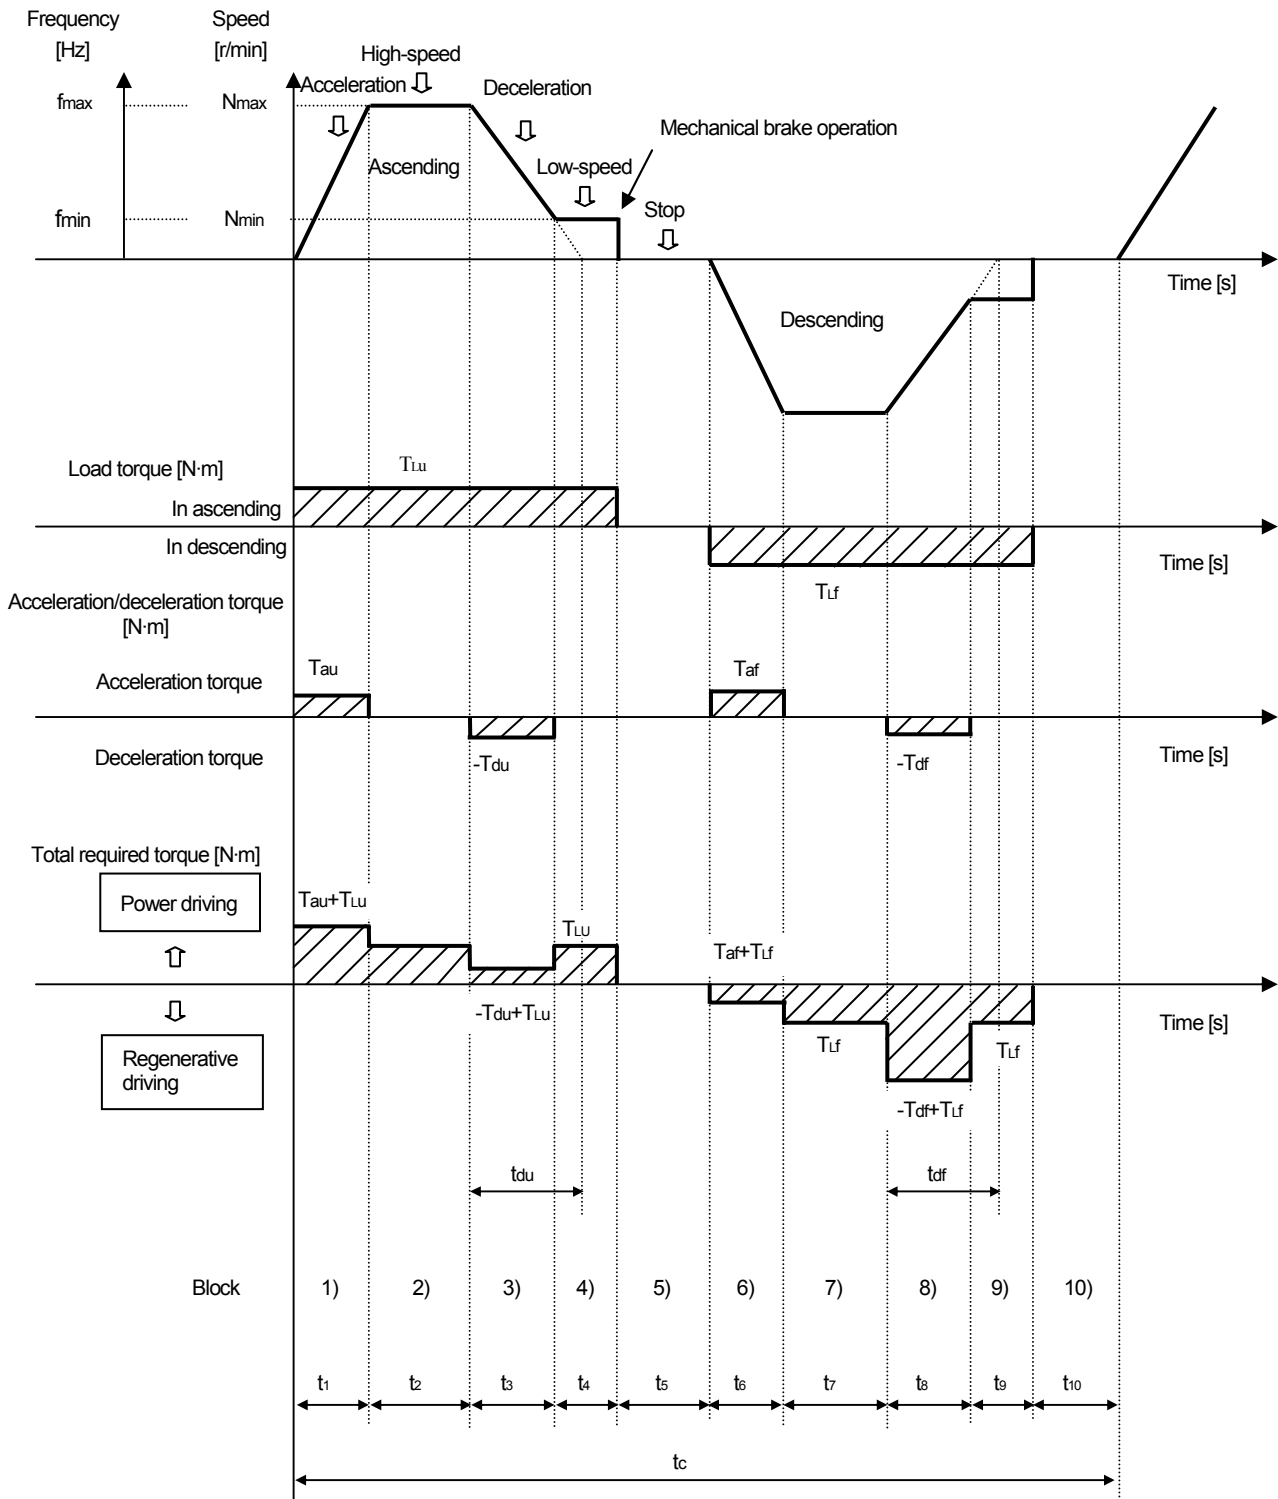 Frequency
[Hz]
Speed
[r/min]
High-speed
Acceleration
Deceleration
fmax
Nmax
Mechanical brake operation
Ascending
Low-speed
fmin
Nmin
Stop
Time [s]
Descending
Load torque [N·m]
TLu
In ascending
In descending
Time [s]
TLf
Acceleration/deceleration torque
[N·m]
Tau
Taf
Acceleration torque
Deceleration torque
-Tdu
-Tdf
Time [s]
Total required torque [N·m]
Power driving
Tau+TLu
TLU
Taf+TLf
-Tdu+TLu
Time [s]
Regenerative
driving
TLf
TLf
-Tdf+TLf
tdu
tdf
Block
1)
2)
3)
4)
5)
6)
7)
8)
9)
10)
t1
t2
t3
t4
t5
t6
t7
t8
t9
t10
tc